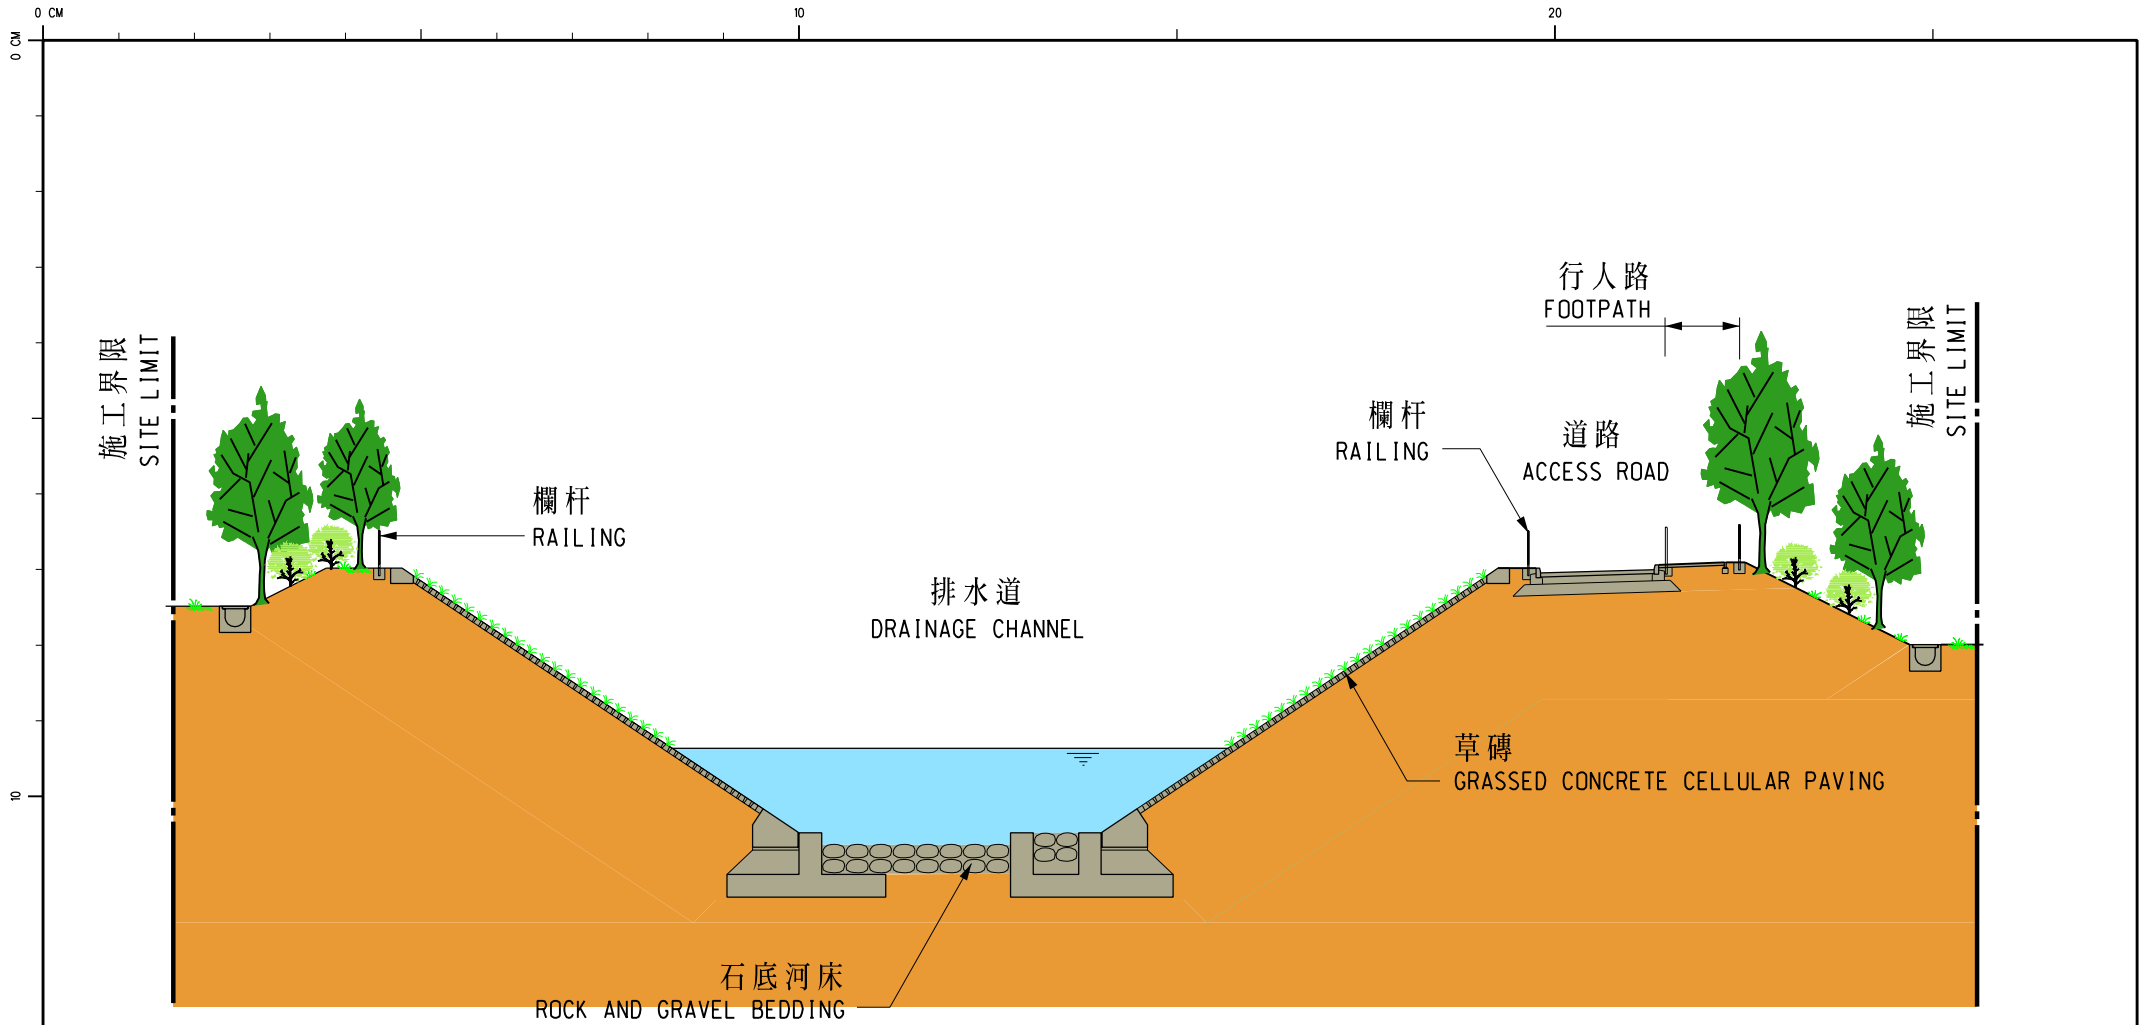 0 CM
10
20
0 CM
行人路
FOOTPATH
施工界限
SITE LIMIT
施工界限
SITE LIMIT
欄杆
RAILING
道路
ACCESS ROAD
欄杆
RAILING
排水道
DRAINAGE CHANNEL
草磚
GRASSED CONCRETE CELLULAR PAVING
10
石底河床
ROCK AND GRAVEL BEDDING